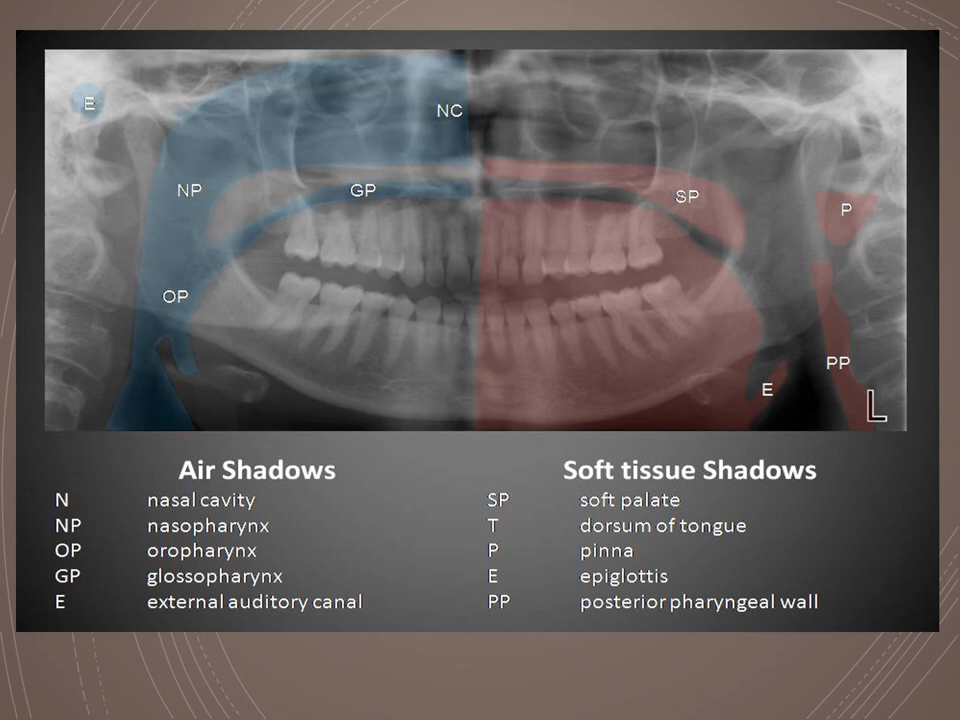 E
NC
NP
GP
SP
P
OP
PP
E
L
Air Shadows
N nasal cavity
NP nasopharynx
OP oropharynx
GP glossopharynx
E external auditory canal
Soft tissue Shadows
SP soft palate
T dorsum of tongue
P pinna
E epiglottis
PP posterior pharyngeal wall